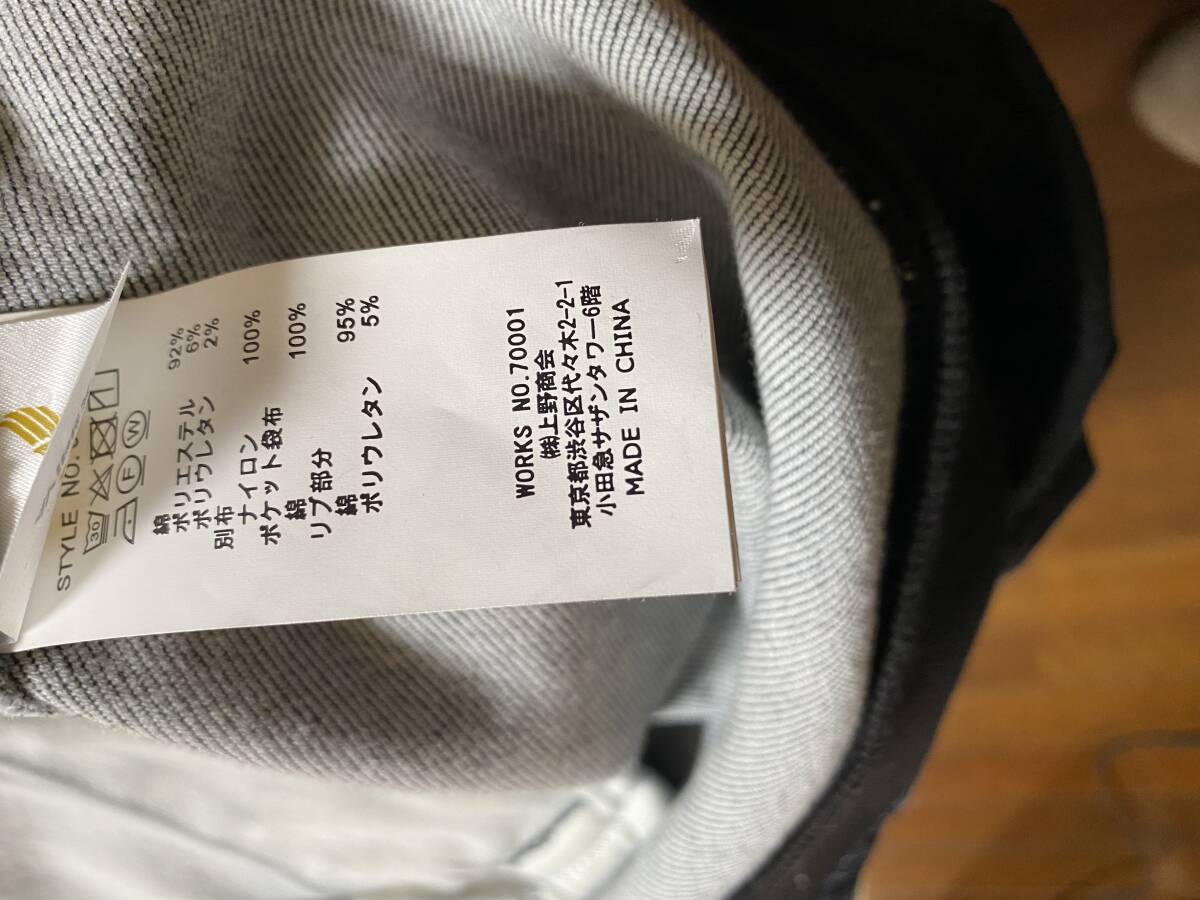 STYLE NO.
30
F W
綿 92%
ポリエステル 6%
ポリウレタン 2%
別布
ナイロン 100%
ポケット袋布
綿 100%
リブ部分
綿 95%
ポリウレタン 5%
WORKS NO.70001
㈱上野商会
東京都渋谷区代々木2-2-1
小田急サザンタワー6階
MADE IN CHINA